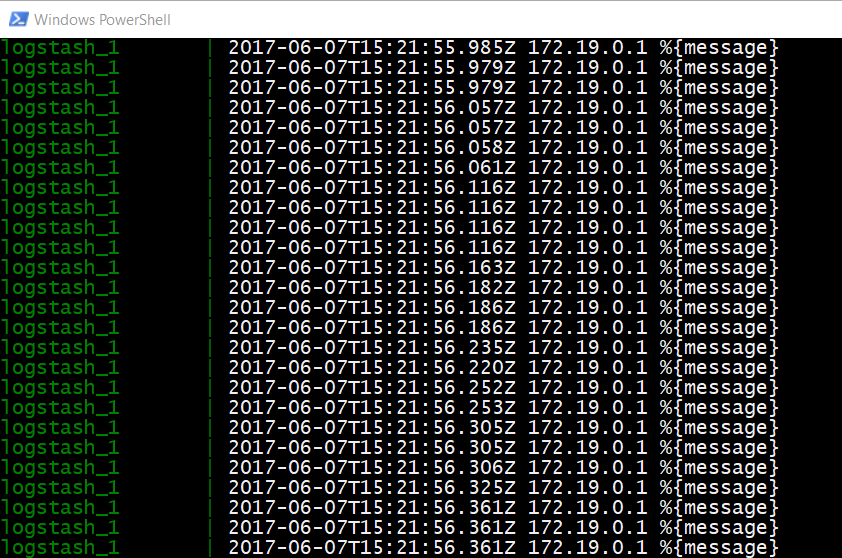 Windows PowerShell
logstash_1 | 2017-06-07T15:21:55.985Z 172.19.0.1 %{message}
logstash_1 | 2017-06-07T15:21:55.979Z 172.19.0.1 %{message}
logstash_1 | 2017-06-07T15:21:55.979Z 172.19.0.1 %{message}
logstash_1 | 2017-06-07T15:21:56.057Z 172.19.0.1 %{message}
logstash_1 | 2017-06-07T15:21:56.057Z 172.19.0.1 %{message}
logstash_1 | 2017-06-07T15:21:56.058Z 172.19.0.1 %{message}
logstash_1 | 2017-06-07T15:21:56.061Z 172.19.0.1 %{message}
logstash_1 | 2017-06-07T15:21:56.116Z 172.19.0.1 %{message}
logstash_1 | 2017-06-07T15:21:56.116Z 172.19.0.1 %{message}
logstash_1 | 2017-06-07T15:21:56.116Z 172.19.0.1 %{message}
logstash_1 | 2017-06-07T15:21:56.116Z 172.19.0.1 %{message}
logstash_1 | 2017-06-07T15:21:56.163Z 172.19.0.1 %{message}
logstash_1 | 2017-06-07T15:21:56.182Z 172.19.0.1 %{message}
logstash_1 | 2017-06-07T15:21:56.186Z 172.19.0.1 %{message}
logstash_1 | 2017-06-07T15:21:56.186Z 172.19.0.1 %{message}
logstash_1 | 2017-06-07T15:21:56.235Z 172.19.0.1 %{message}
logstash_1 | 2017-06-07T15:21:56.220Z 172.19.0.1 %{message}
logstash_1 | 2017-06-07T15:21:56.252Z 172.19.0.1 %{message}
logstash_1 | 2017-06-07T15:21:56.253Z 172.19.0.1 %{message}
logstash_1 | 2017-06-07T15:21:56.305Z 172.19.0.1 %{message}
logstash_1 | 2017-06-07T15:21:56.305Z 172.19.0.1 %{message}
logstash_1 | 2017-06-07T15:21:56.306Z 172.19.0.1 %{message}
logstash_1 | 2017-06-07T15:21:56.325Z 172.19.0.1 %{message}
logstash_1 | 2017-06-07T15:21:56.361Z 172.19.0.1 %{message}
logstash_1 | 2017-06-07T15:21:56.361Z 172.19.0.1 %{message}
logstash_1 | 2017-06-07T15:21:56.361Z 172.19.0.1 %{message}